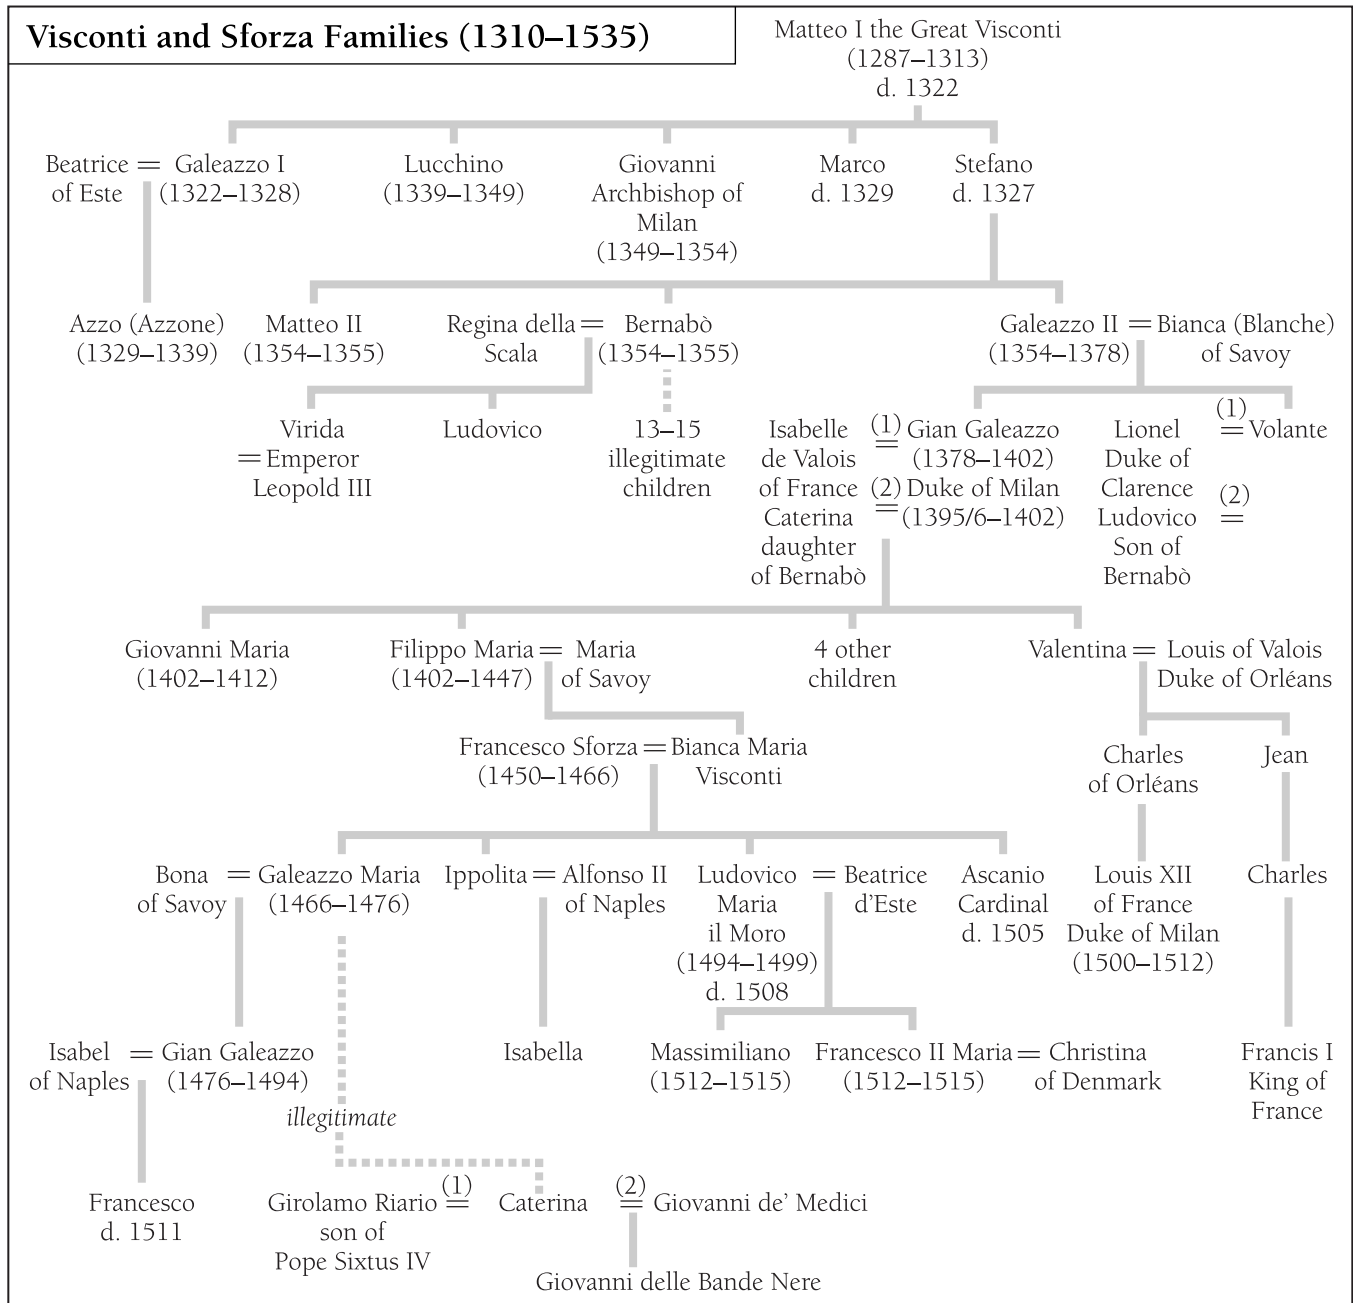 Visconti and Sforza Families (1310–1535)
Matteo I the Great Visconti
(1287–1313)
d. 1322
Beatrice
of Este
=
Galeazzo I
(1322–1328)
Lucchino
(1339–1349)
Giovanni
Archbishop of
Milan
(1349–1354)
Marco
d. 1329
Stefano
d. 1327
Azzo (Azzone)
(1329–1339)
Matteo II
(1354–1355)
Regina della
Scala
=
Bernabò
(1354–1355)
Galeazzo II
(1354–1378)
=
Bianca (Blanche)
of Savoy
Virida
= Emperor
Leopold III
Ludovico
13–15
illegitimate
children
Isabelle
de Valois
of France
Caterina
daughter
of Bernabò
(1)
=
(2)
=
Gian Galeazzo
(1378–1402)
Duke of Milan
(1395/6–1402)
Lionel
Duke of
Clarence
Ludovico
Son of
Bernabò
(1)
= Volante
(2)
=
Giovanni Maria
(1402–1412)
Filippo Maria
(1402–1447)
=
Maria
of Savoy
4 other
children
Valentina
=
Louis of Valois
Duke of Orléans
Francesco Sforza
(1450–1466)
=
Bianca Maria
Visconti
Charles
of Orléans
Jean
Bona
of Savoy
=
Galeazzo Maria
(1466–1476)
Ippolita
=
Alfonso II
of Naples
Ludovico
Maria
il Moro
(1494–1499)
d. 1508
=
Beatrice
d'Este
Ascanio
Cardinal
d. 1505
Louis XII
of France
Duke of Milan
(1500–1512)
Charles
Isabel
of Naples
=
Gian Galeazzo
(1476–1494)
Isabella
Massimiliano
(1512–1515)
Francesco II Maria
(1512–1515)
=
Christina
of Denmark
Francis I
King of
France
illegitimate
Francesco
d. 1511
Girolamo Riario
son of
Pope Sixtus IV
(1)
=
Caterina
(2)
=
Giovanni de' Medici
Giovanni delle Bande Nere